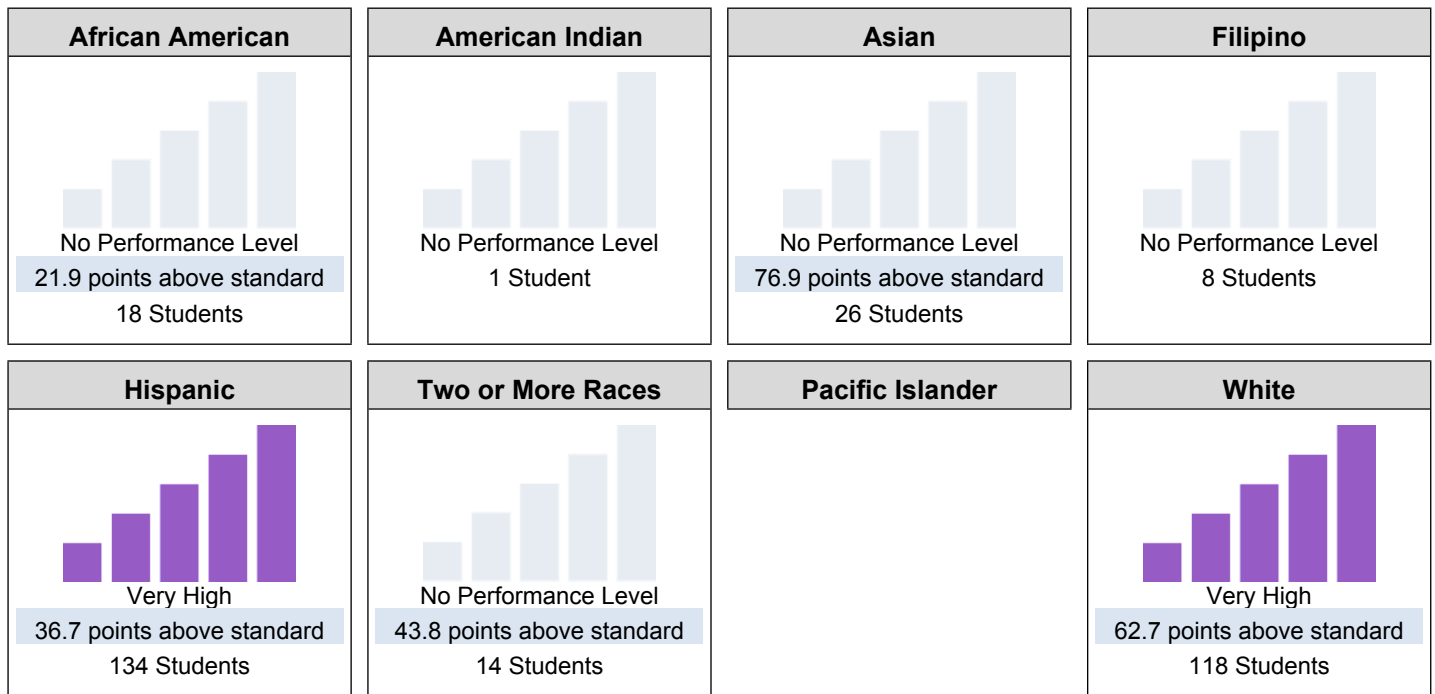 African American
No Performance Level
21.9 points above standard
18 Students
American Indian
No Performance Level
1 Student
Asian
No Performance Level
76.9 points above standard
26 Students
Filipino
No Performance Level
8 Students
Hispanic
Very High
36.7 points above standard
134 Students
Two or More Races
No Performance Level
43.8 points above standard
14 Students
Pacific Islander
White
Very High
62.7 points above standard
118 Students